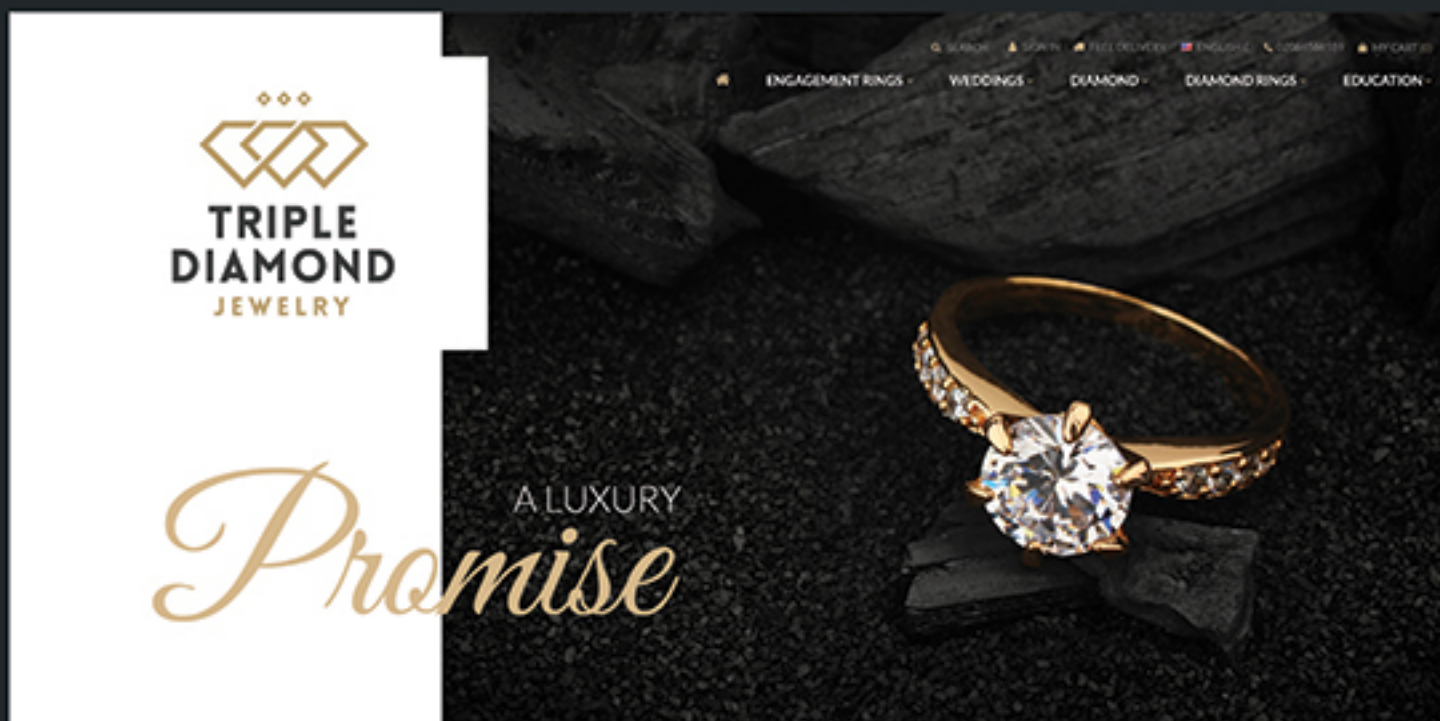 SEARCH SIGN IN FREE DELIVERY ENGLISH £ MY CART (0)
ENGAGEMENT RINGS WEDDINGS DIAMOND DIAMOND RINGS EDUCATION
TRIPLE
DIAMOND
JEWELRY
A LUXURY
Promise